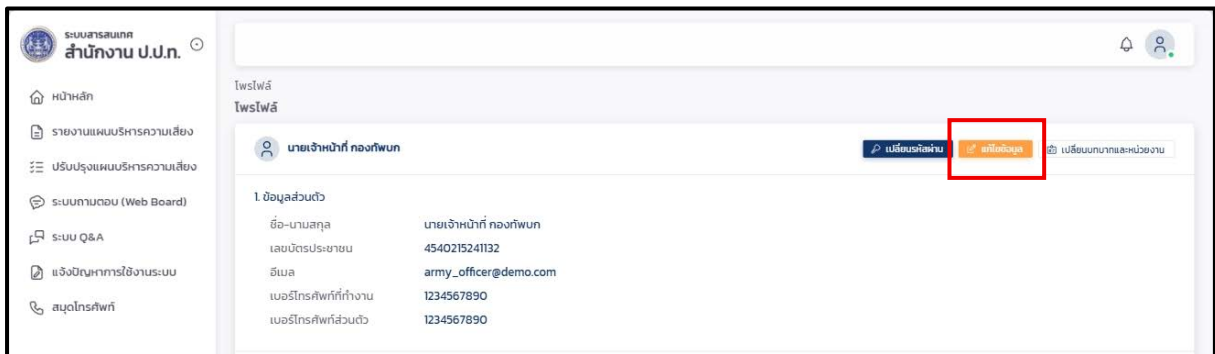 ระบบสารสนเทศ
สำนักงาน ป.ป.ท.
หน้าหลัก
รายงานแผนบริหารความเสี่ยง
ปรับปรุงแผนบริหารความเสี่ยง
ระบบถามตอบ (Web Board)
ระบบ Q&A
แจ้งปัญหาการใช้งานระบบ
สมุดโทรศัพท์
โพรไฟล์
โพรไฟล์
นายเจ้าหน้าที่ กองทัพบก
เปลี่ยนรหัสผ่าน
แก้ไขข้อมูล
เปลี่ยนบทบาทและหน่วยงาน
1. ข้อมูลส่วนตัว
ชื่อ-นามสกุล นายเจ้าหน้าที่ กองทัพบก
เลขบัตรประชาชน 4540215241132
อีเมล army_officer@demo.com
เบอร์โทรศัพท์ที่ทำงาน 1234567890
เบอร์โทรศัพท์ส่วนตัว 1234567890